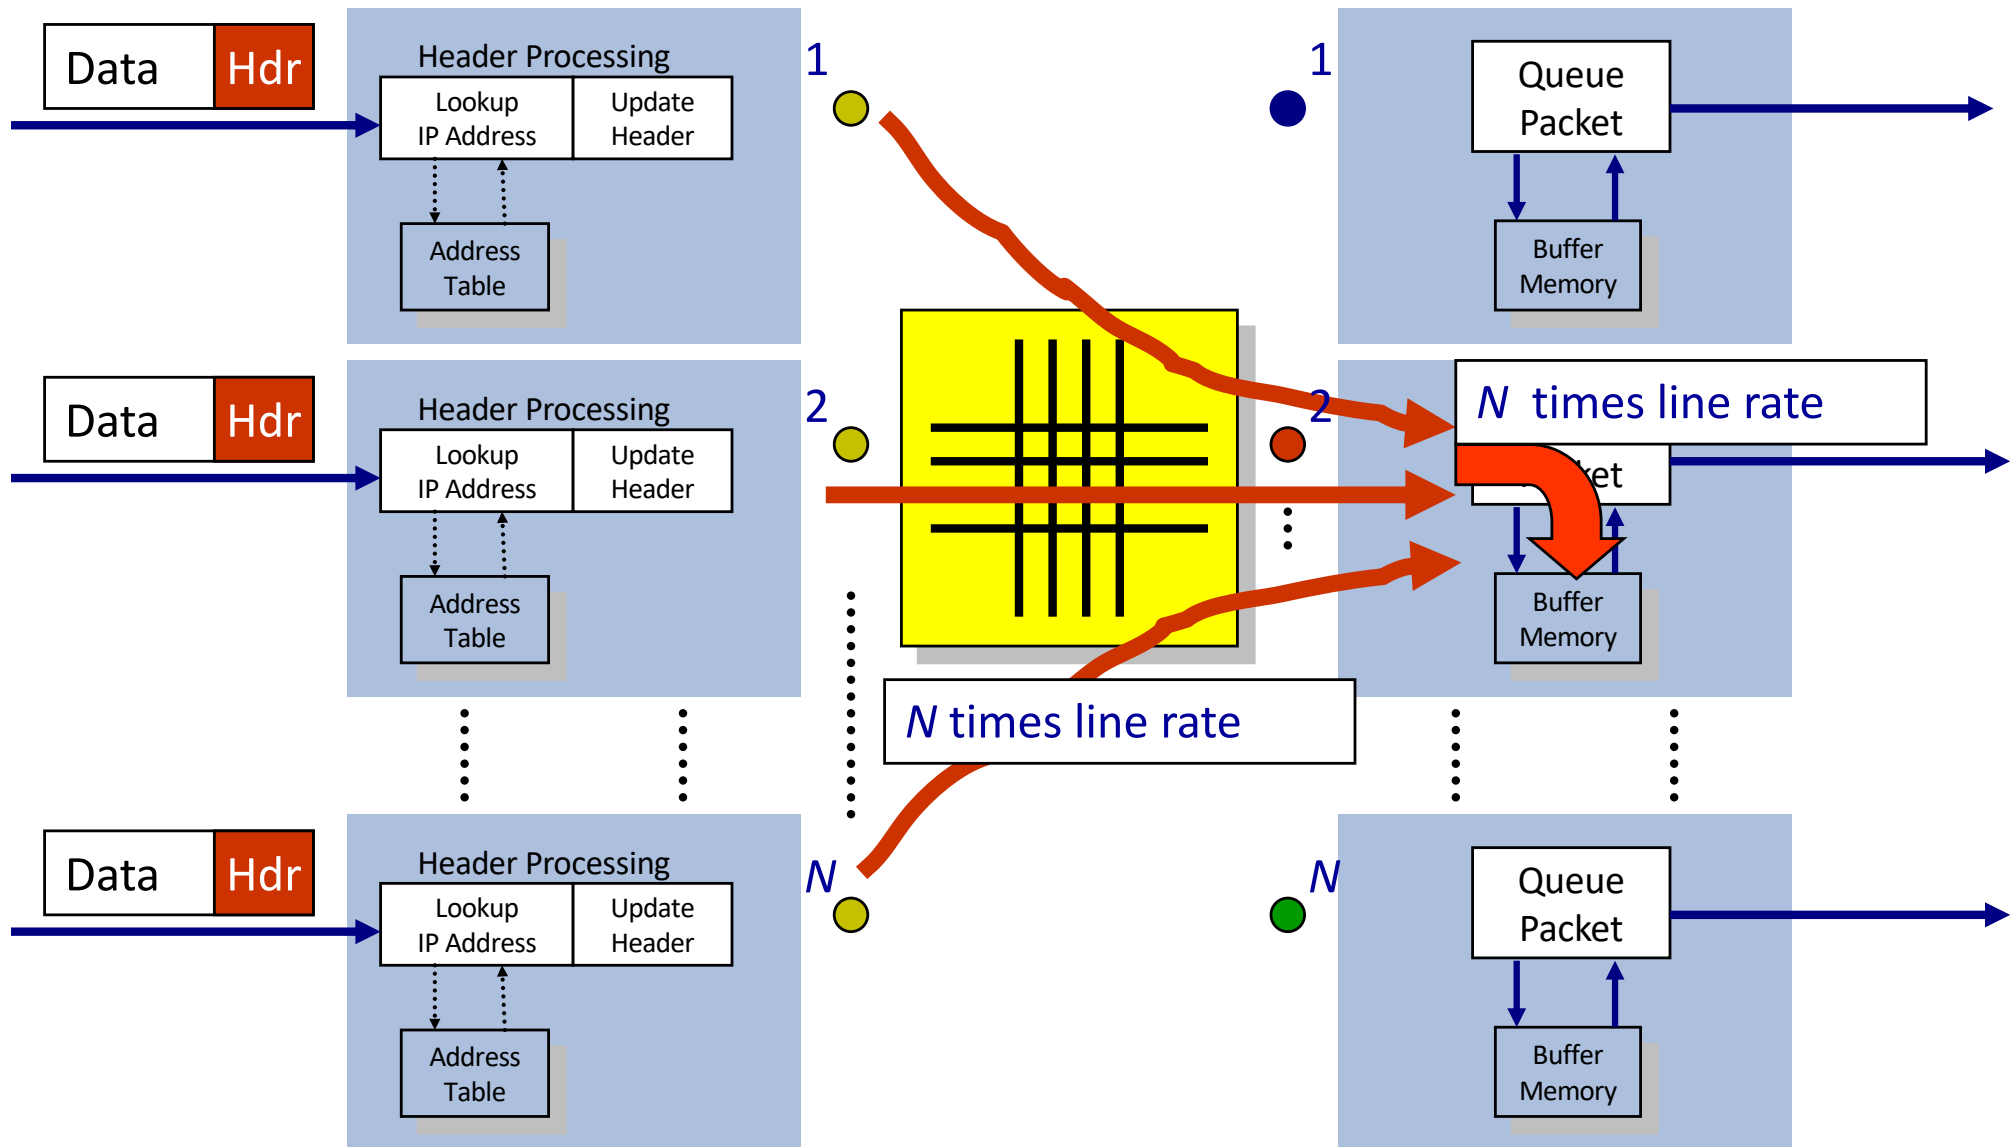 Data Hdr
Header Processing
Lookup
IP Address
Update
Header
Address
Table
1
1
Queue
Packet
Buffer
Memory
Data Hdr
Header Processing
Lookup
IP Address
Update
Header
Address
Table
2
2
N times line rate
Buffer
Memory
N times line rate
Data Hdr
Header Processing
Lookup
IP Address
Update
Header
Address
Table
N
N
Queue
Packet
Buffer
Memory